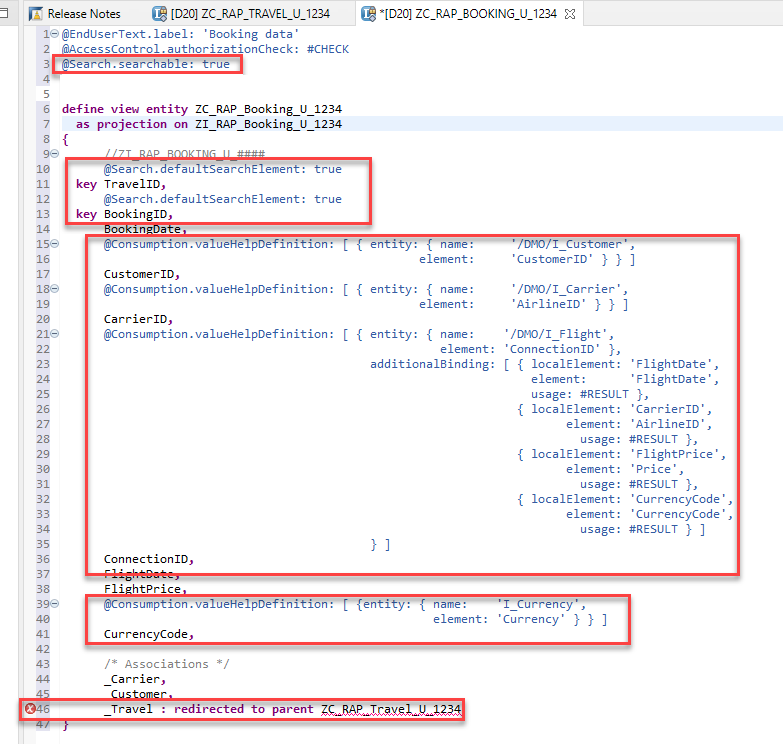 Release Notes [D20] ZC_RAP_TRAVEL_U_1234 *[D20] ZC_RAP_BOOKING_U_1234
1 @EndUserText.label: 'Booking data'
2 @AccessControl.authorizationCheck: #CHECK
3 @Search.searchable: true
4
5
6 define view entity ZC_RAP_Booking_U_1234
7 as projection on ZI_RAP_Booking_U_1234
8 {
9 //ZI_RAP_BOOKING_U_####
10 @Search.defaultSearchElement: true
11 key TravelID,
12 @Search.defaultSearchElement: true
13 key BookingID,
14 BookingDate,
15 @Consumption.valueHelpDefinition: [ { entity: { name: '/DMO/I_Customer',
16 element: 'CustomerID' } } ]
17 CustomerID,
18 @Consumption.valueHelpDefinition: [ { entity: { name: '/DMO/I_Carrier',
19 element: 'AirlineID' } } ]
20 CarrierID,
21 @Consumption.valueHelpDefinition: [ { entity: { name: '/DMO/I_Flight',
22 element: 'ConnectionID' },
23 additionalBinding: [ { localElement: 'FlightDate',
24 element: 'FlightDate',
25 usage: #RESULT },
26 { localElement: 'CarrierID',
27 element: 'AirlineID',
28 usage: #RESULT },
29 { localElement: 'FlightPrice',
30 element: 'Price',
31 usage: #RESULT },
32 { localElement: 'CurrencyCode',
33 element: 'CurrencyCode',
34 usage: #RESULT } ]
35 } ]
36 ConnectionID,
37 FlightDate,
38 FlightPrice,
39 @Consumption.valueHelpDefinition: [ {entity: { name: 'I_Currency',
40 element: 'Currency' } } ]
41 CurrencyCode,
42
43 /* Associations */
44 _Carrier,
45 _Customer,
46 _Travel : redirected to parent ZC_RAP_Travel_U_1234
47 }